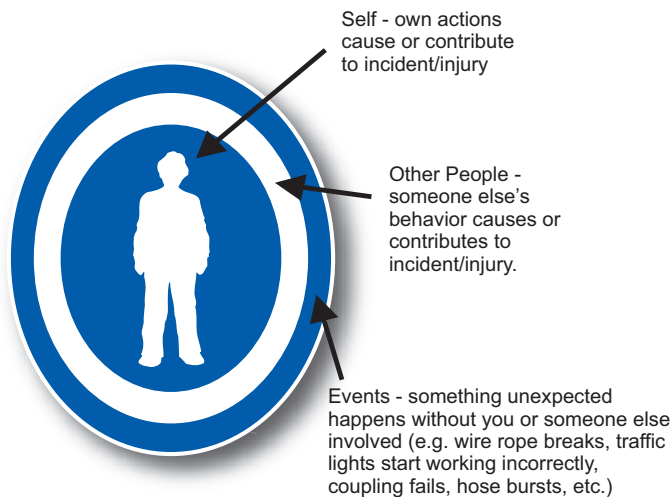 Self - own actions
cause or contribute
to incident/injury
Other People -
someone else's
behavior causes or
contributes to
incident/injury.
Events - something unexpected
happens without you or someone else
involved (e.g. wire rope breaks, traffic
lights start working incorrectly,
coupling fails, hose bursts, etc.)